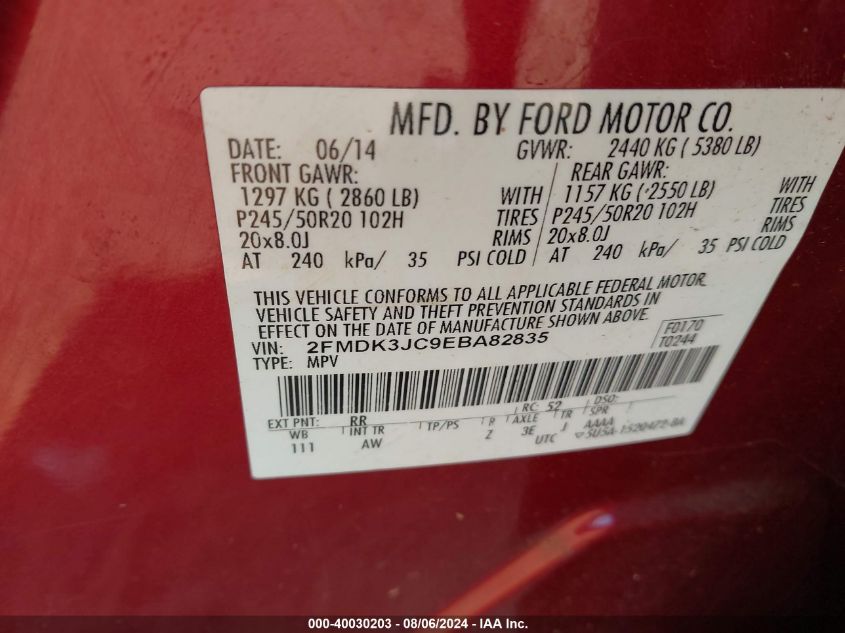 MFD. BY FORD MOTOR CO.
DATE: 06/14 GVWR: 2440 KG ( 5380 LB)
FRONT GAWR: REAR GAWR:
1297 KG ( 2860 LB) WITH 1157 KG ( 2550 LB) WITH
P245/50R20 102H TIRES P245/50R20 102H TIRES
20x8.0J RIMS 20x8.0J RIMS
AT 240 kPa/ 35 PSI COLD AT 240 kPa/ 35 PSI COLD
THIS VEHICLE CONFORMS TO ALL APPLICABLE FEDERAL MOTOR
VEHICLE SAFETY AND THEFT PREVENTION STANDARDS IN
EFFECT ON THE DATE OF MANUFACTURE SHOWN ABOVE.
VIN: 2FMDK3JC9EBA82835 F0170
TYPE: MPV T0244
EXT PNT: RR RC: 52 DSO:
WB INT TR TP/PS R AXLE TR SPR
111 AW Z 3E J AAAA
UTC 5U5A-1520472-BA
000-40030203 - 08/06/2024 - IAA Inc.